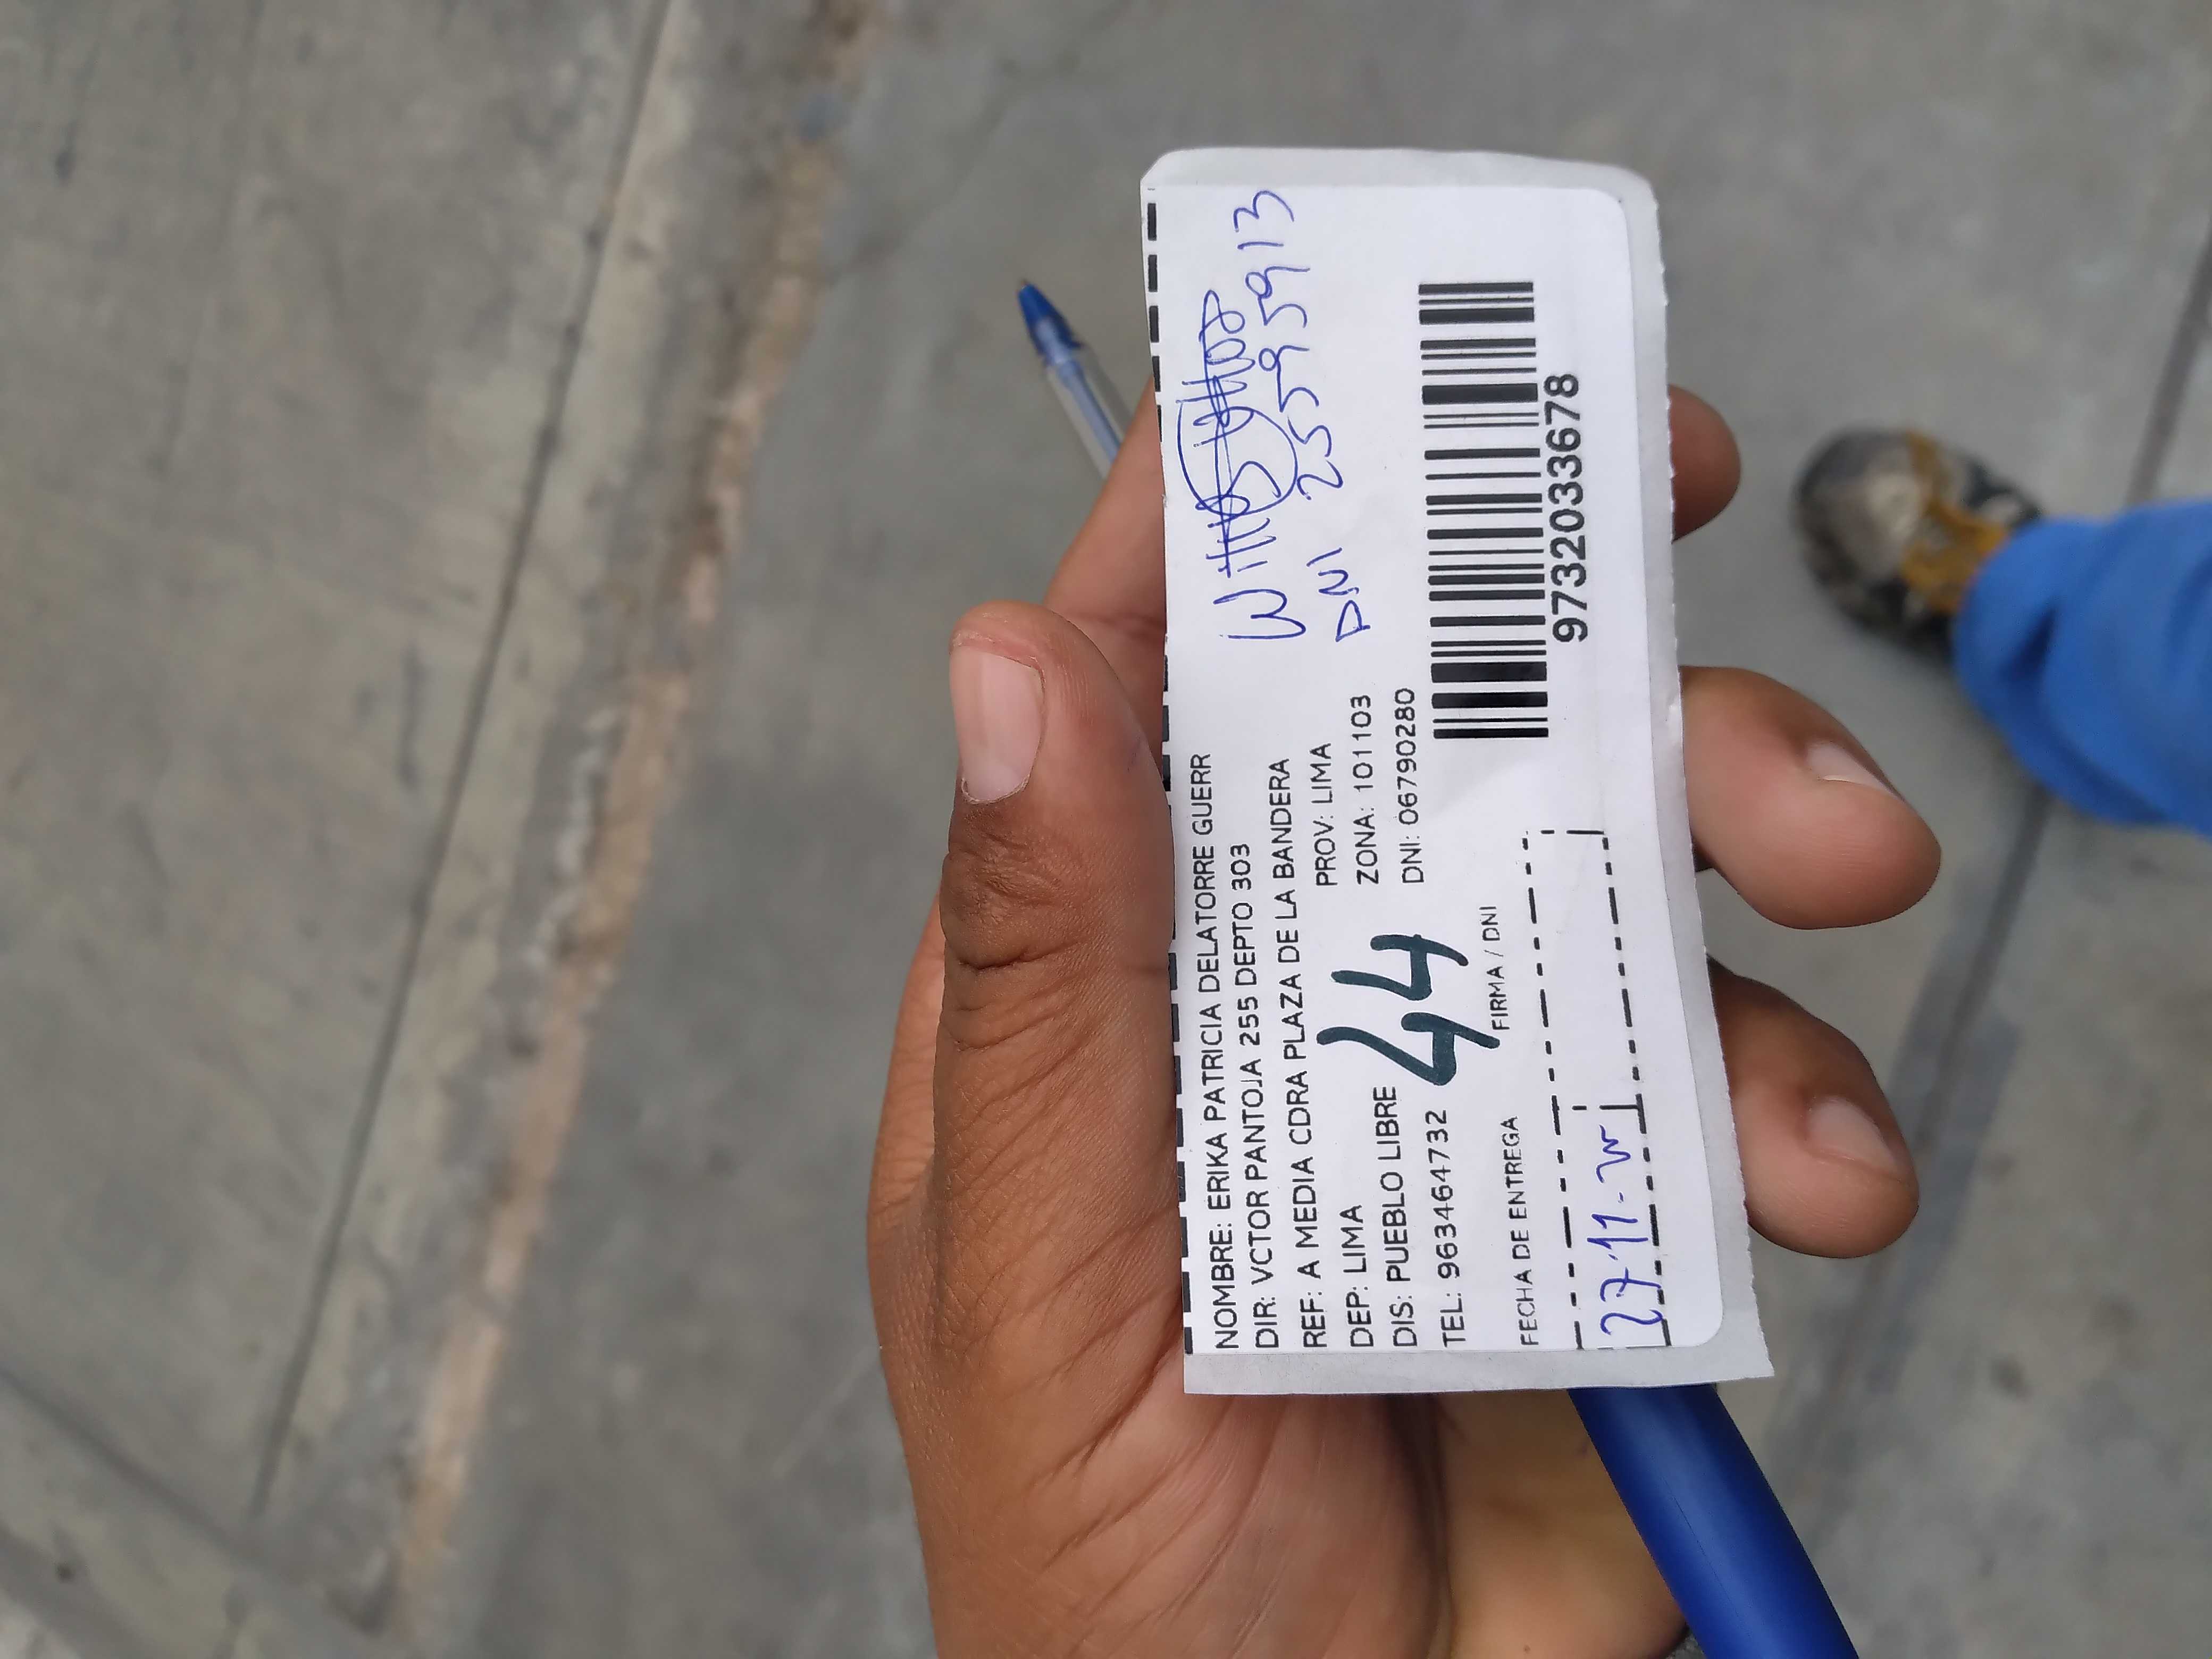 NOMBRE: ERIKA PATRICIA DELATORRE GUERR
DIR: VCTOR PANTOJA 255 DEPTO 303
REF: A MEDIA CDRA PLAZA DE LA BANDERA
DEP: LIMA PROV: LIMA
DIS: PUEBLO LIBRE ZONA: 101103
TEL: 963464732 DNI: 06790280
44
FECHA DE ENTREGA FIRMA / DNI
27-11-
DNI 25595913
9732033678